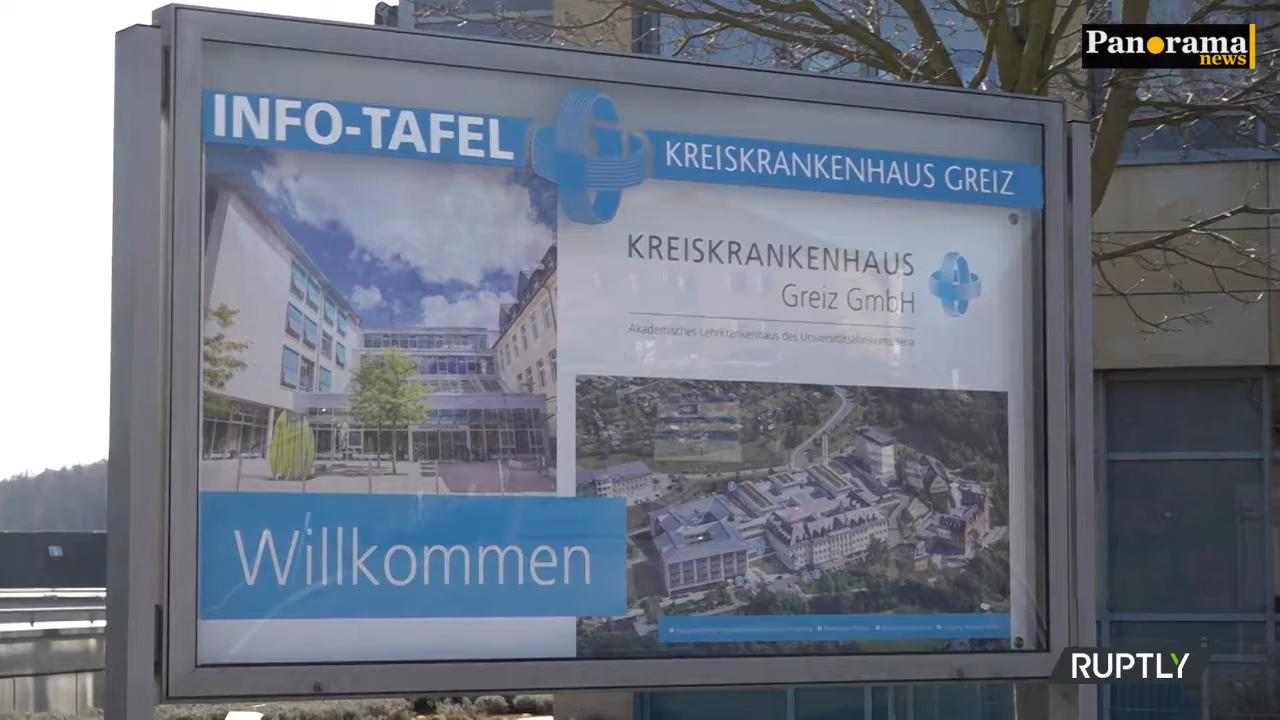 Panorama
news
INFO-TAFEL
KREISKRANKENHAUS GREIZ
KREISKRANKENHAUS
Greiz GmbH
Akademisches Lehrkrankenhaus des Universitätsklinikums Jena
Willkommen
RUPTLY